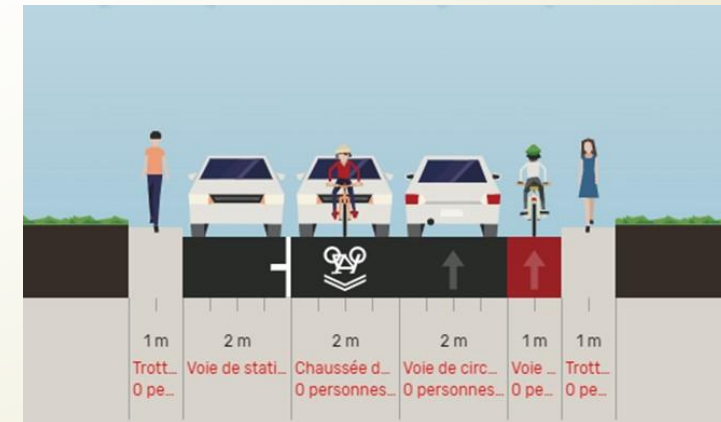 1 m 2 m 2 m 2 m 1 m 1 m
Trott... Voie de stati... Chaussée d... Voie de circ... Voie ... Trott...
0 pe... 0 personnes... 0 personnes... 0 pe... 0 pe...